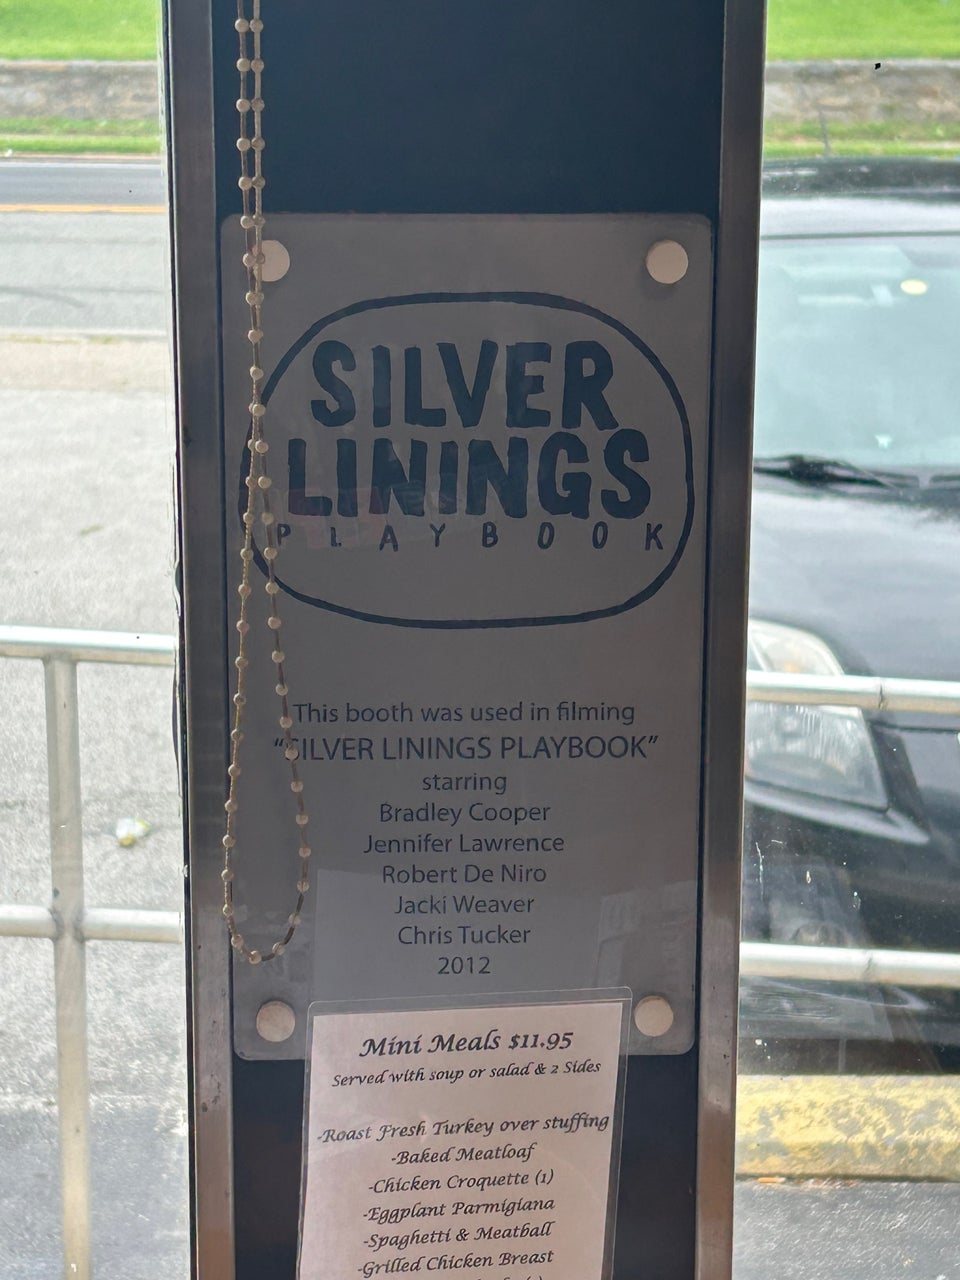 SILVER
LININGS
PLAYBOOK
This booth was used in filming
“SILVER LININGS PLAYBOOK”
starring
Bradley Cooper
Jennifer Lawrence
Robert De Niro
Jacki Weaver
Chris Tucker
2012
Mini Meals $11.95
Served with soup or salad & 2 Sides
-Roast Fresh Turkey over stuffing
-Baked Meatloaf
-Chicken Croquette (1)
-Eggplant Parmigiana
-Spaghetti & Meatball
-Grilled Chicken Breast